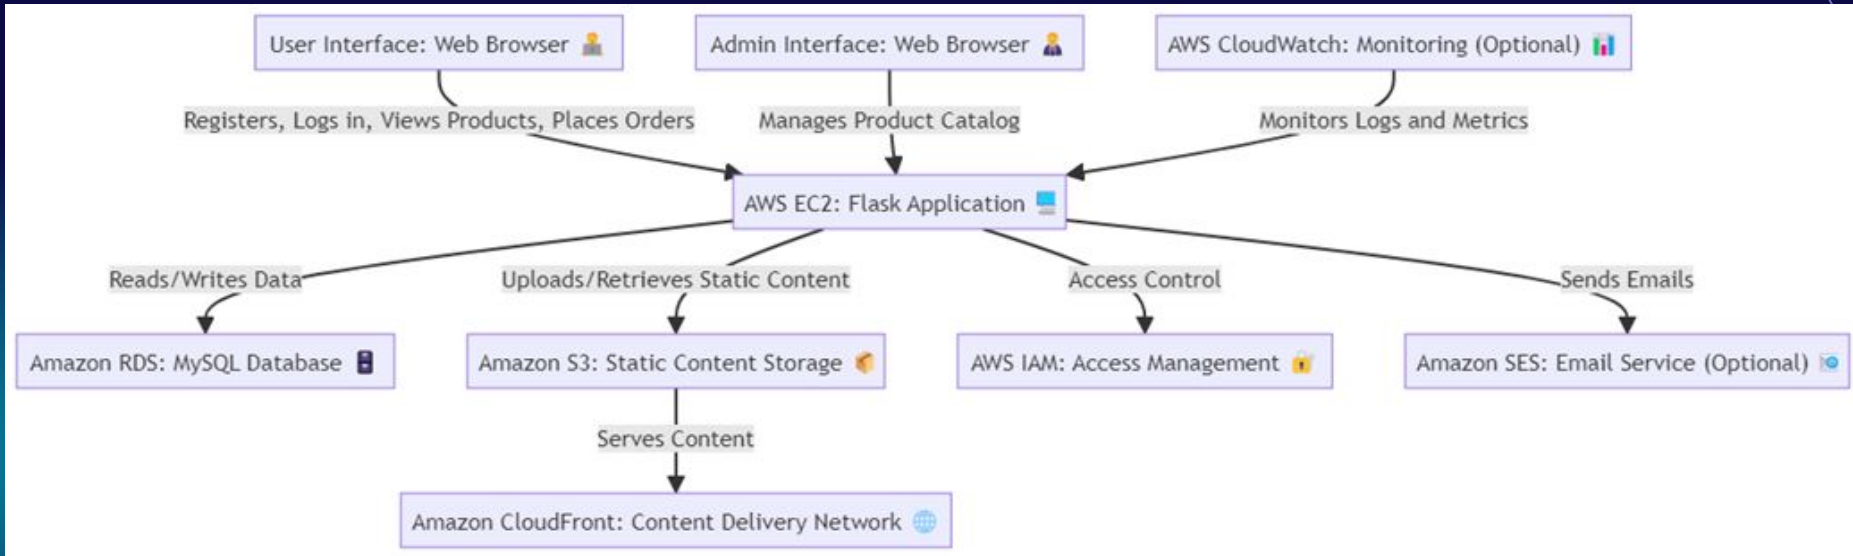 User Interface: Web Browser
Admin Interface: Web Browser
AWS CloudWatch: Monitoring (Optional)
Registers, Logs in, Views Products, Places Orders
Manages Product Catalog
Monitors Logs and Metrics
AWS EC2: Flask Application
Reads/Writes Data
Uploads/Retrieves Static Content
Access Control
Sends Emails
Amazon RDS: MySQL Database
Amazon S3: Static Content Storage
AWS IAM: Access Management
Amazon SES: Email Service (Optional)
Serves Content
Amazon CloudFront: Content Delivery Network